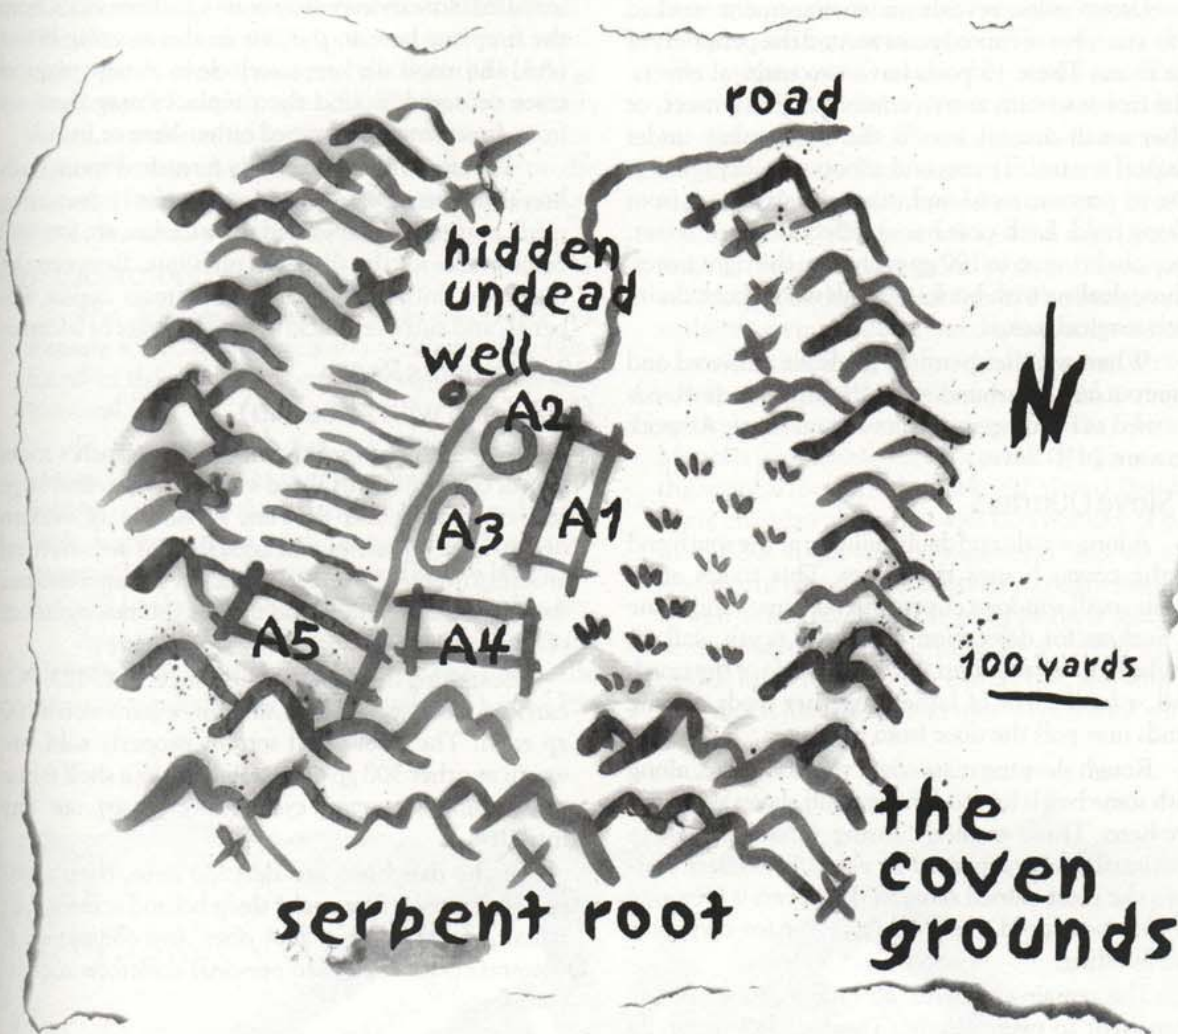 road
hidden
undead
well
A2
A3
A1
A5
A4
N
100 yards
the
coven
grounds
serpent root